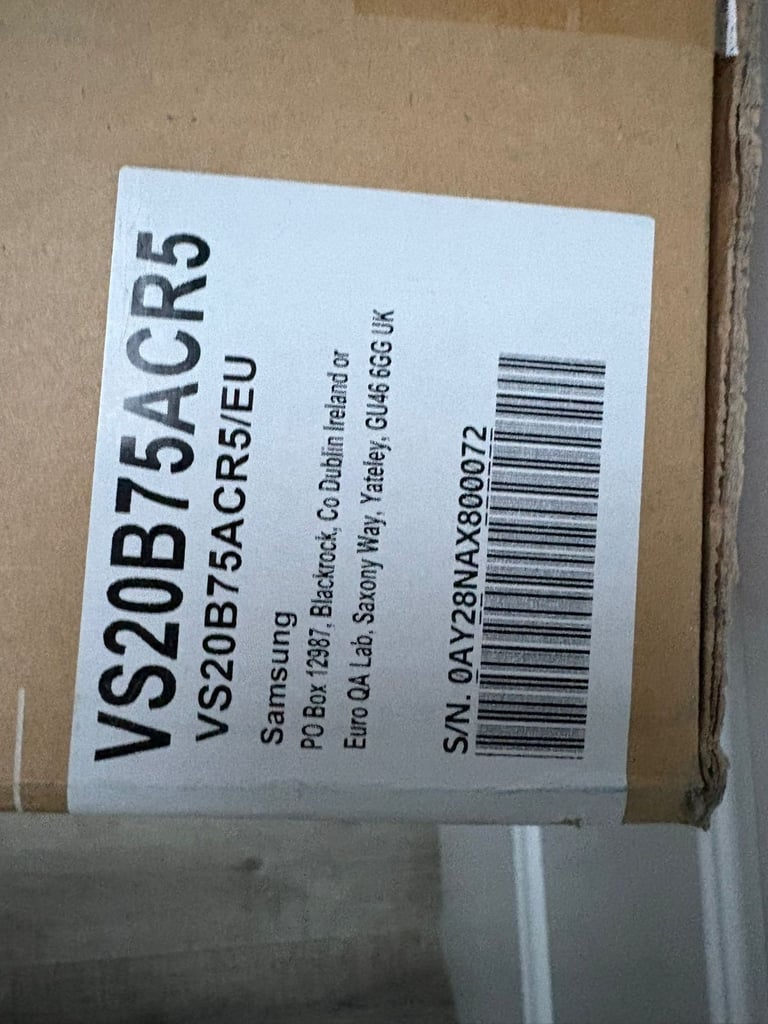 VS20B75ACR5
VS20B75ACR5/EU
Samsung
PO Box 12987, Blackrock, Co Dublin Ireland or
Euro QA Lab, Saxony Way, Yateley, GU46 6GG UK
S/N. 0AY28NAX800072